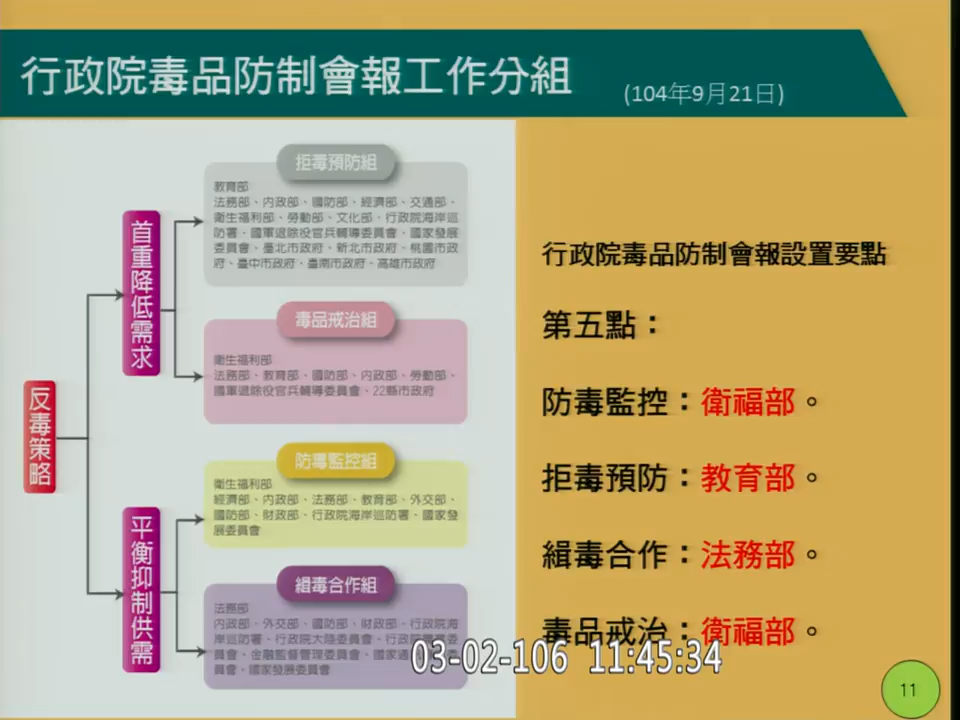 行政院毒品防制會報工作分組
(104年9月21日)
反毒策略
首重降低需求
平衡抑制供需
拒毒預防組
教育部
法務部、內政部、國防部、經濟部、交通部、
衛生福利部、勞動部、文化部、行政院海岸巡
防署、國軍退除役官兵輔導委員會、國家發展
委員會、臺北市政府、新北市政府、桃園市政
府、臺中市政府、臺南市政府、高雄市政府
毒品戒治組
衛生福利部
法務部、教育部、國防部、內政部、勞動部、
國軍退除役官兵輔導委員會、22縣市政府
防毒監控組
衛生福利部
經濟部、內政部、法務部、教育部、外交部、
國防部、財政部、行政院海岸巡防署、國家發
展委員會
緝毒合作組
法務部
內政部、外交部、國防部、財政部、行政院海
岸巡防署、行政院大陸委員會、行政院
員會、金融監督管理委員會、國家通
員會、國家發展委員會
行政院毒品防制會報設置要點
第五點：
防毒監控：衛福部。
拒毒預防：教育部。
緝毒合作：法務部。
毒品戒治：衛福部。
03-02-106 11:45:34
11